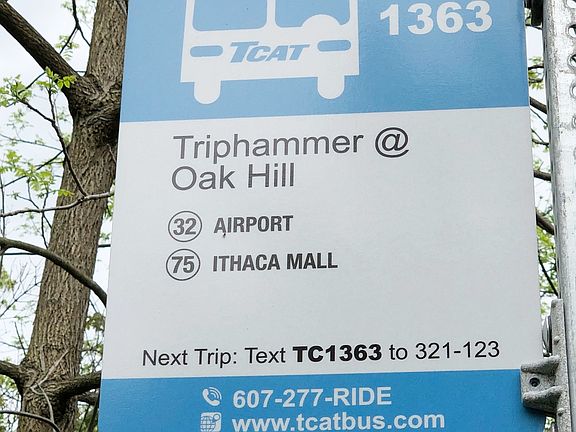 1363
TCAT
Triphammer @
Oak Hill
32 AIRPORT
75 ITHACA MALL
Next Trip: Text TC1363 to 321-123
607-277-RIDE
www.tcatbus.com